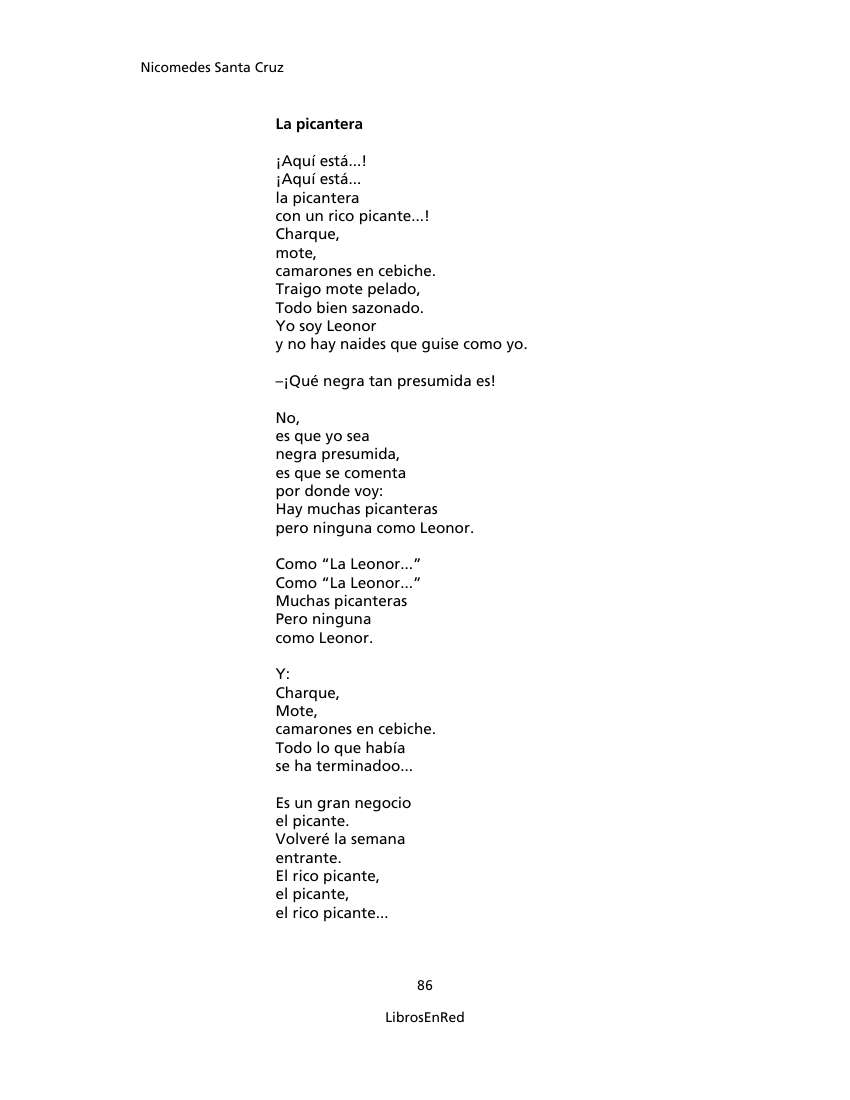 Nicomedes Santa Cruz
La picantera
¡Aquí está...!
¡Aquí está...
la picantera
con un rico picante...!
Charque,
mote,
camarones en cebiche.
Traigo mote pelado,
Todo bien sazonado.
Yo soy Leonor
y no hay naides que guise como yo.
–¡Qué negra tan presumida es!
No,
es que yo sea
negra presumida,
es que se comenta
por donde voy:
Hay muchas picanteras
pero ninguna como Leonor.
Como “La Leonor...”
Como “La Leonor...”
Muchas picanteras
Pero ninguna
como Leonor.
Y:
Charque,
Mote,
camarones en cebiche.
Todo lo que había
se ha terminadoo...
Es un gran negocio
el picante.
Volveré la semana
entrante.
El rico picante,
el picante,
el rico picante...
86
LibrosEnRed